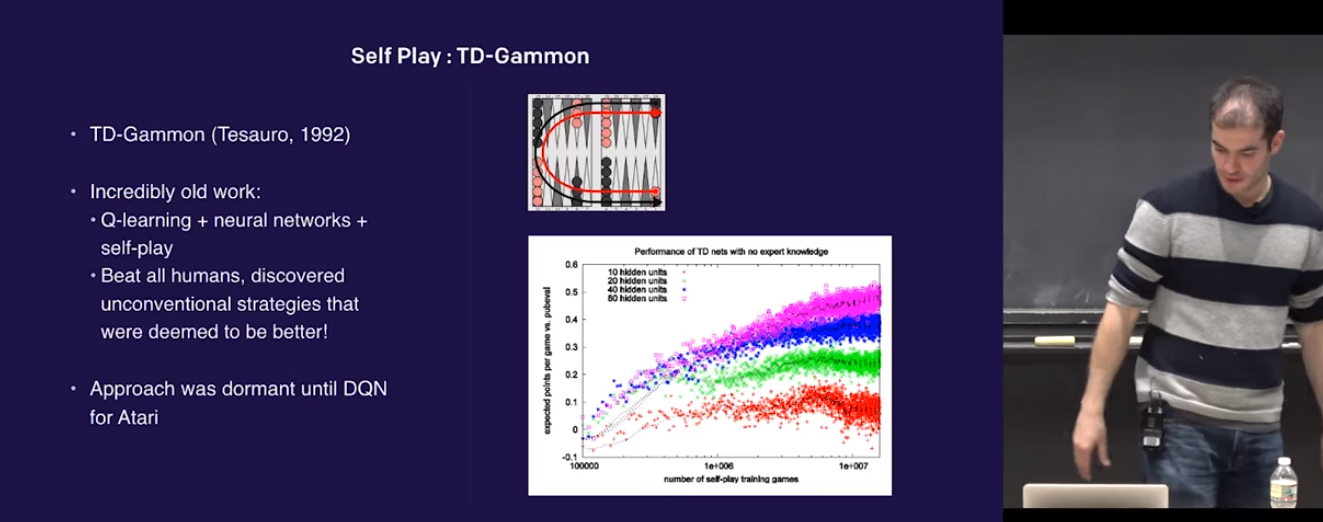 Self Play : TD-Gammon
• TD-Gammon (Tesauro, 1992)
• Incredibly old work:
• Q-learning + neural networks +
self-play
• Beat all humans, discovered
unconventional strategies that
were deemed to be better!
• Approach was dormant until DQN
for Atari
Performance of TD nets with no expert knowledge
10 hidden units
20 hidden units
40 hidden units
80 hidden units
expected points per game vs. pubeval
0.6
0.5
0.4
0.3
0.2
0.1
0
-0.1
100000 1e+006 1e+007
number of self-play training games